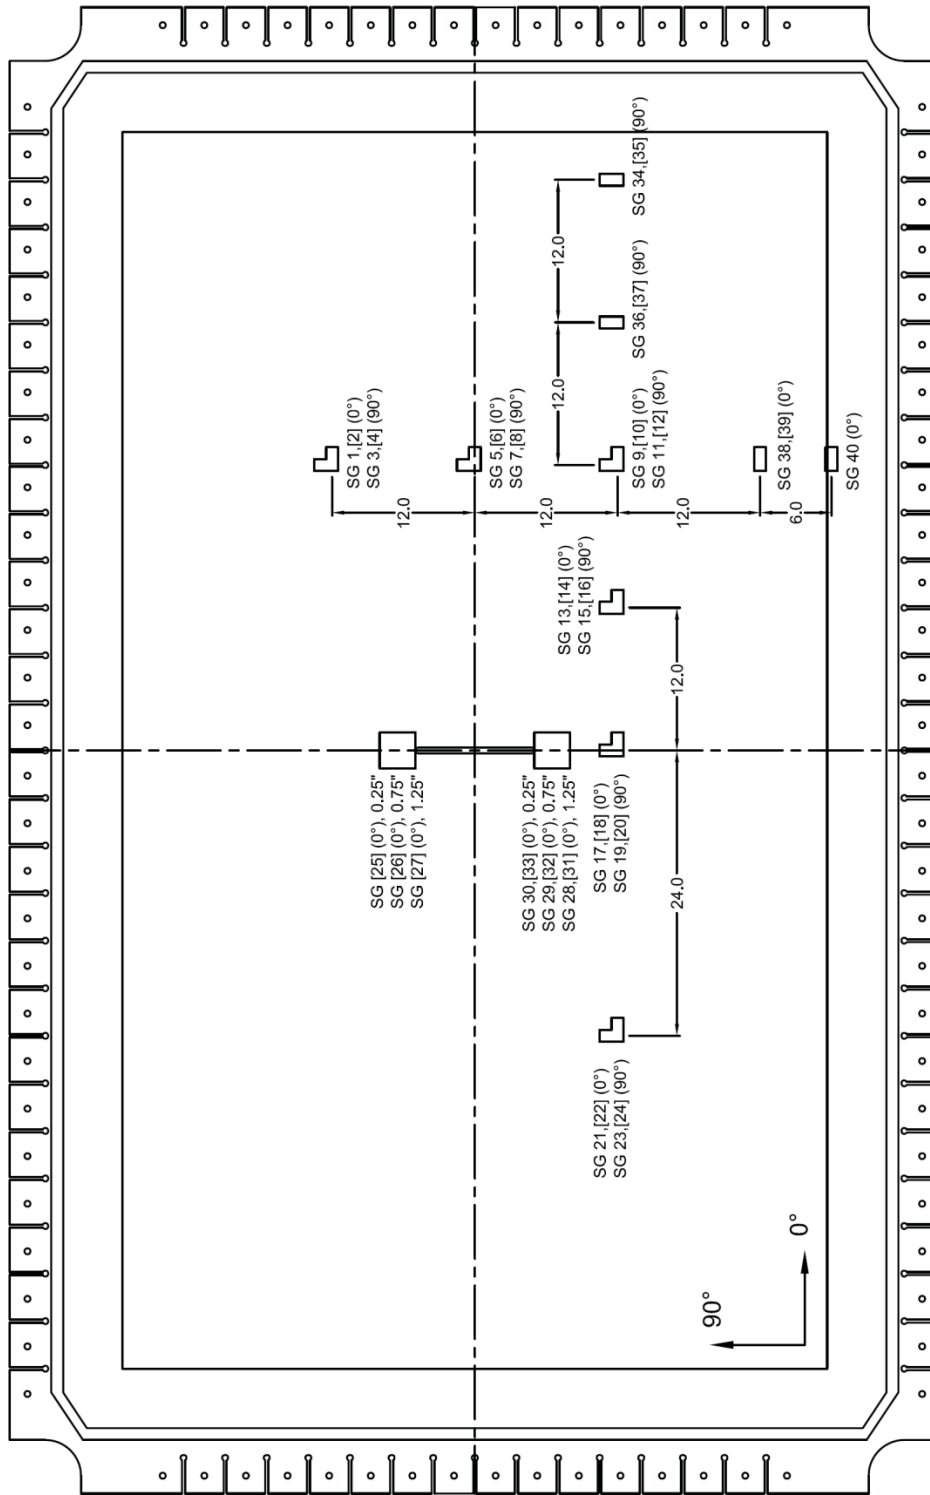 SG 34,[35] (90°)
12.0
SG 36,[37] (90°)
12.0
SG 1,[2] (0°)
SG 3,[4] (90°)
SG 5,[6] (0°)
SG 7,[8] (90°)
SG 9,[10] (0°)
SG 11,[12] (90°)
SG 38,[39] (0°)
SG 40 (0°)
12.0
12.0
12.0
6.0
SG 13,[14] (0°)
SG 15,[16] (90°)
12.0
SG [25] (0°), 0.25"
SG [26] (0°), 0.75"
SG [27] (0°), 1.25"
SG 30,[33] (0°), 0.25"
SG 29,[32] (0°), 0.75"
SG 28,[31] (0°), 1.25"
SG 17,[18] (0°)
SG 19,[20] (90°)
24.0
SG 21,[22] (0°)
SG 23,[24] (90°)
90°
0°